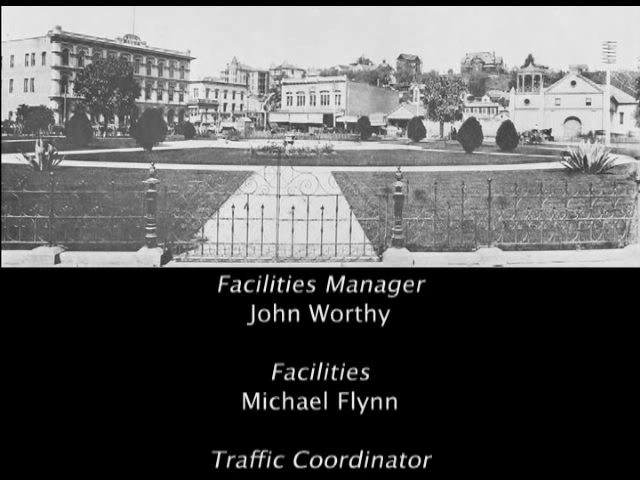 Facilities Manager
John Worthy
Facilities
Michael Flynn
Traffic Coordinator